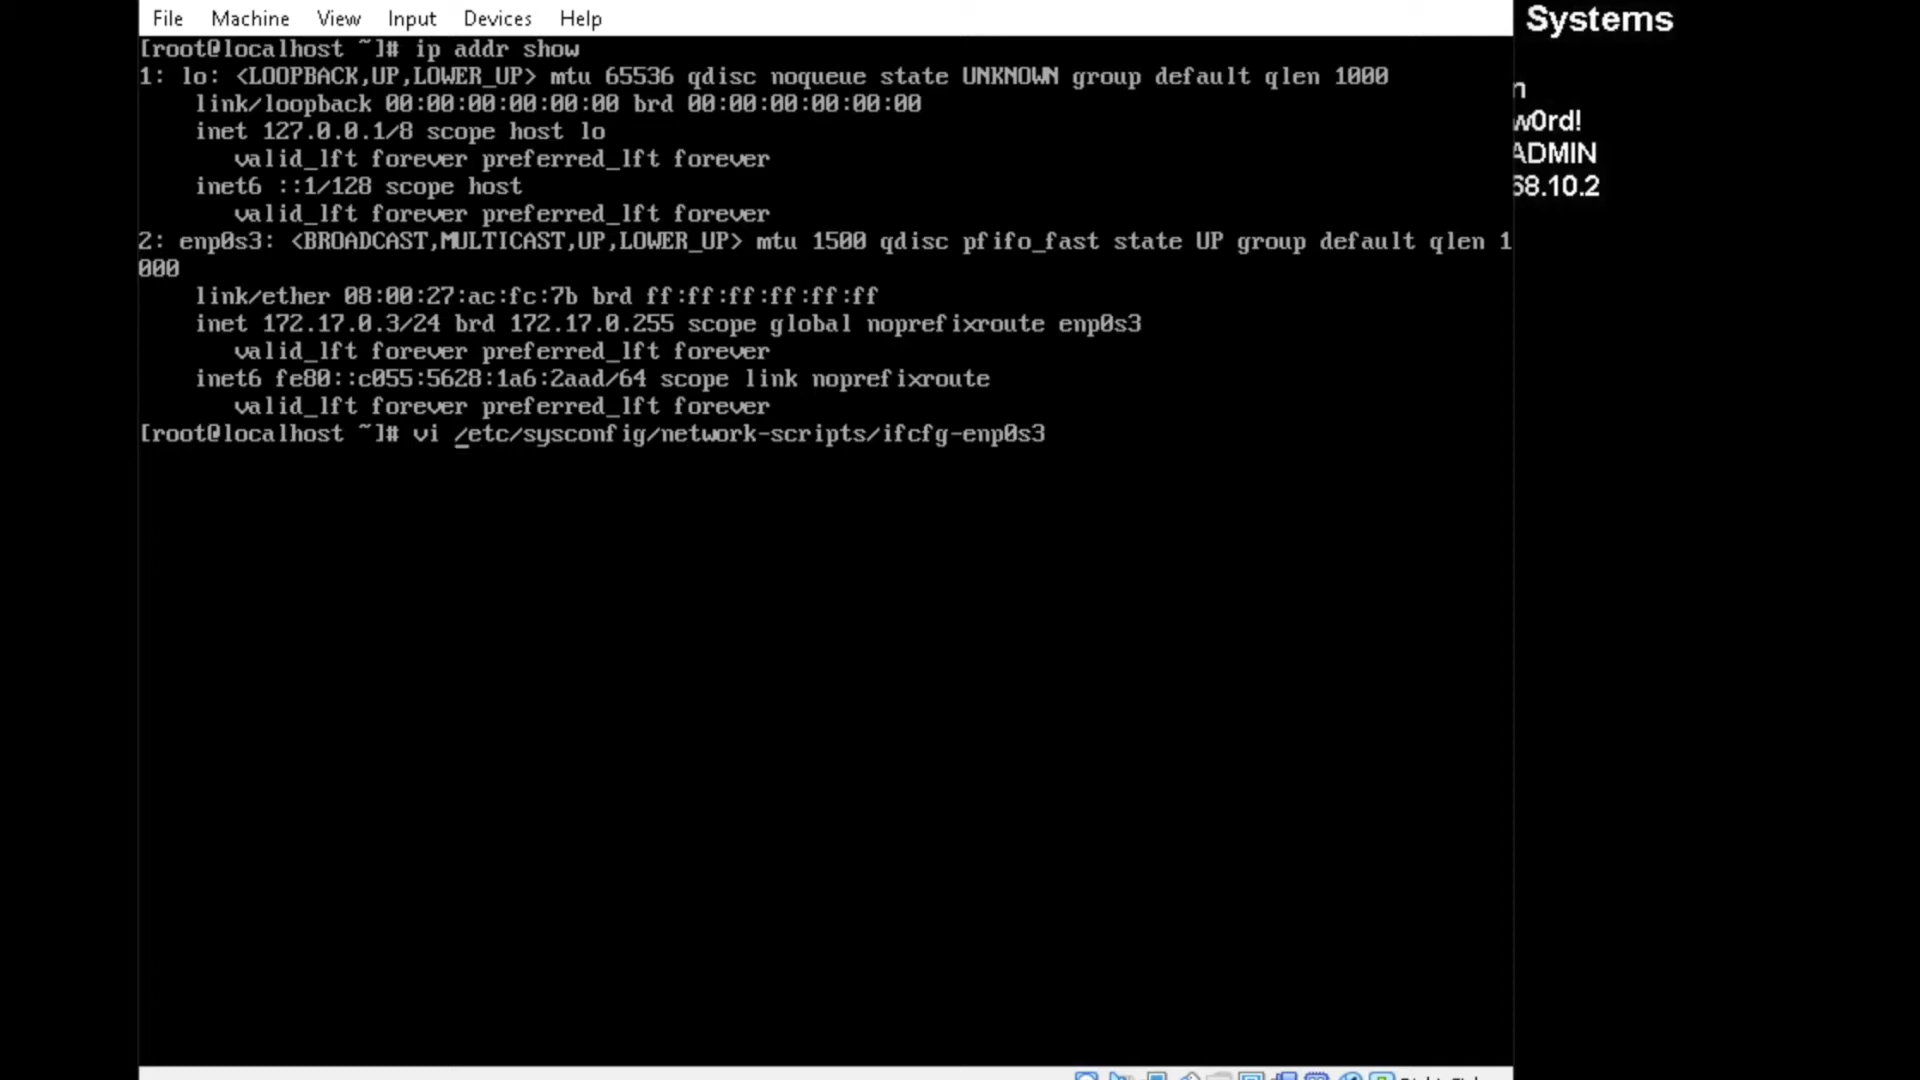 File Machine View Input Devices Help
[root@localhost ~]# ip addr show
1: lo: <LOOPBACK,UP,LOWER_UP> mtu 65536 qdisc noqueue state UNKNOWN group default qlen 1000
link/loopback 00:00:00:00:00:00 brd 00:00:00:00:00:00
inet 127.0.0.1/8 scope host lo
valid_lft forever preferred_lft forever
inet6 ::1/128 scope host
valid_lft forever preferred_lft forever
2: enp0s3: <BROADCAST,MULTICAST,UP,LOWER_UP> mtu 1500 qdisc pfifo_fast state UP group default qlen 1
000
link/ether 08:00:27:ac:fc:7b brd ff:ff:ff:ff:ff:ff
inet 172.17.0.3/24 brd 172.17.0.255 scope global noprefixroute enp0s3
valid_lft forever preferred_lft forever
inet6 fe80::c055:5628:1a6:2aad/64 scope link noprefixroute
valid_lft forever preferred_lft forever
[root@localhost ~]# vi /etc/sysconfig/network-scripts/ifcfg-enp0s3
Systems
n
w0rd!
ADMIN
68.10.2